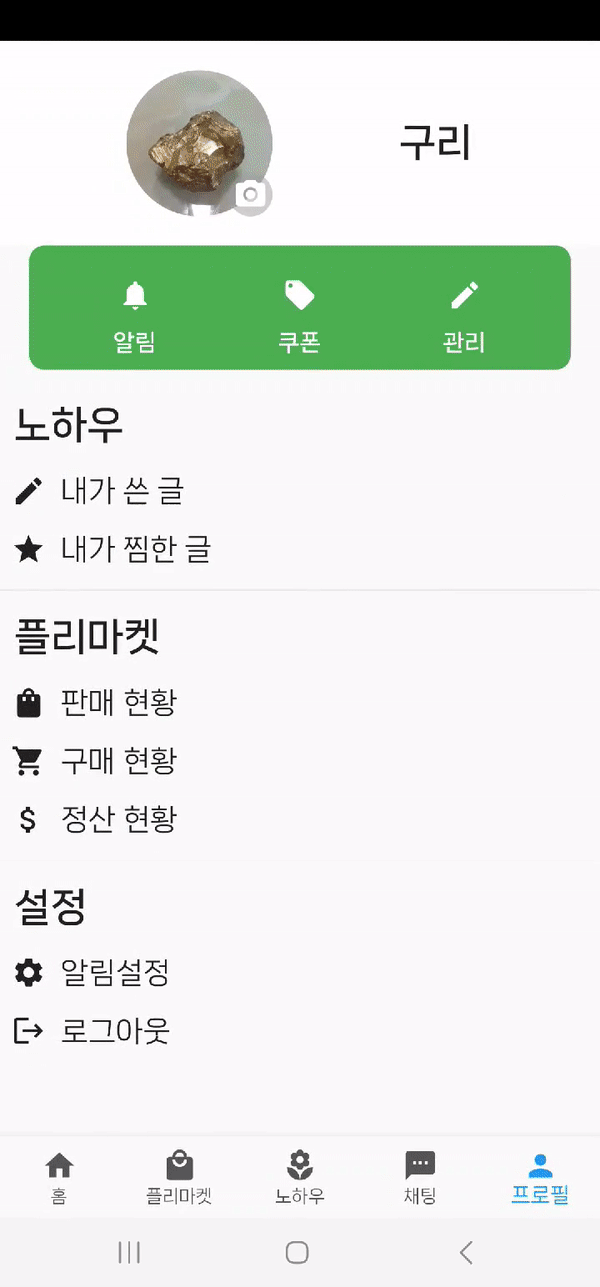 구리
알림 쿠폰 관리
노하우
내가 쓴 글
내가 찜한 글
플리마켓
판매 현황
구매 현황
정산 현황
설정
알림설정
로그아웃
홈 플리마켓 노하우 채팅 프로필